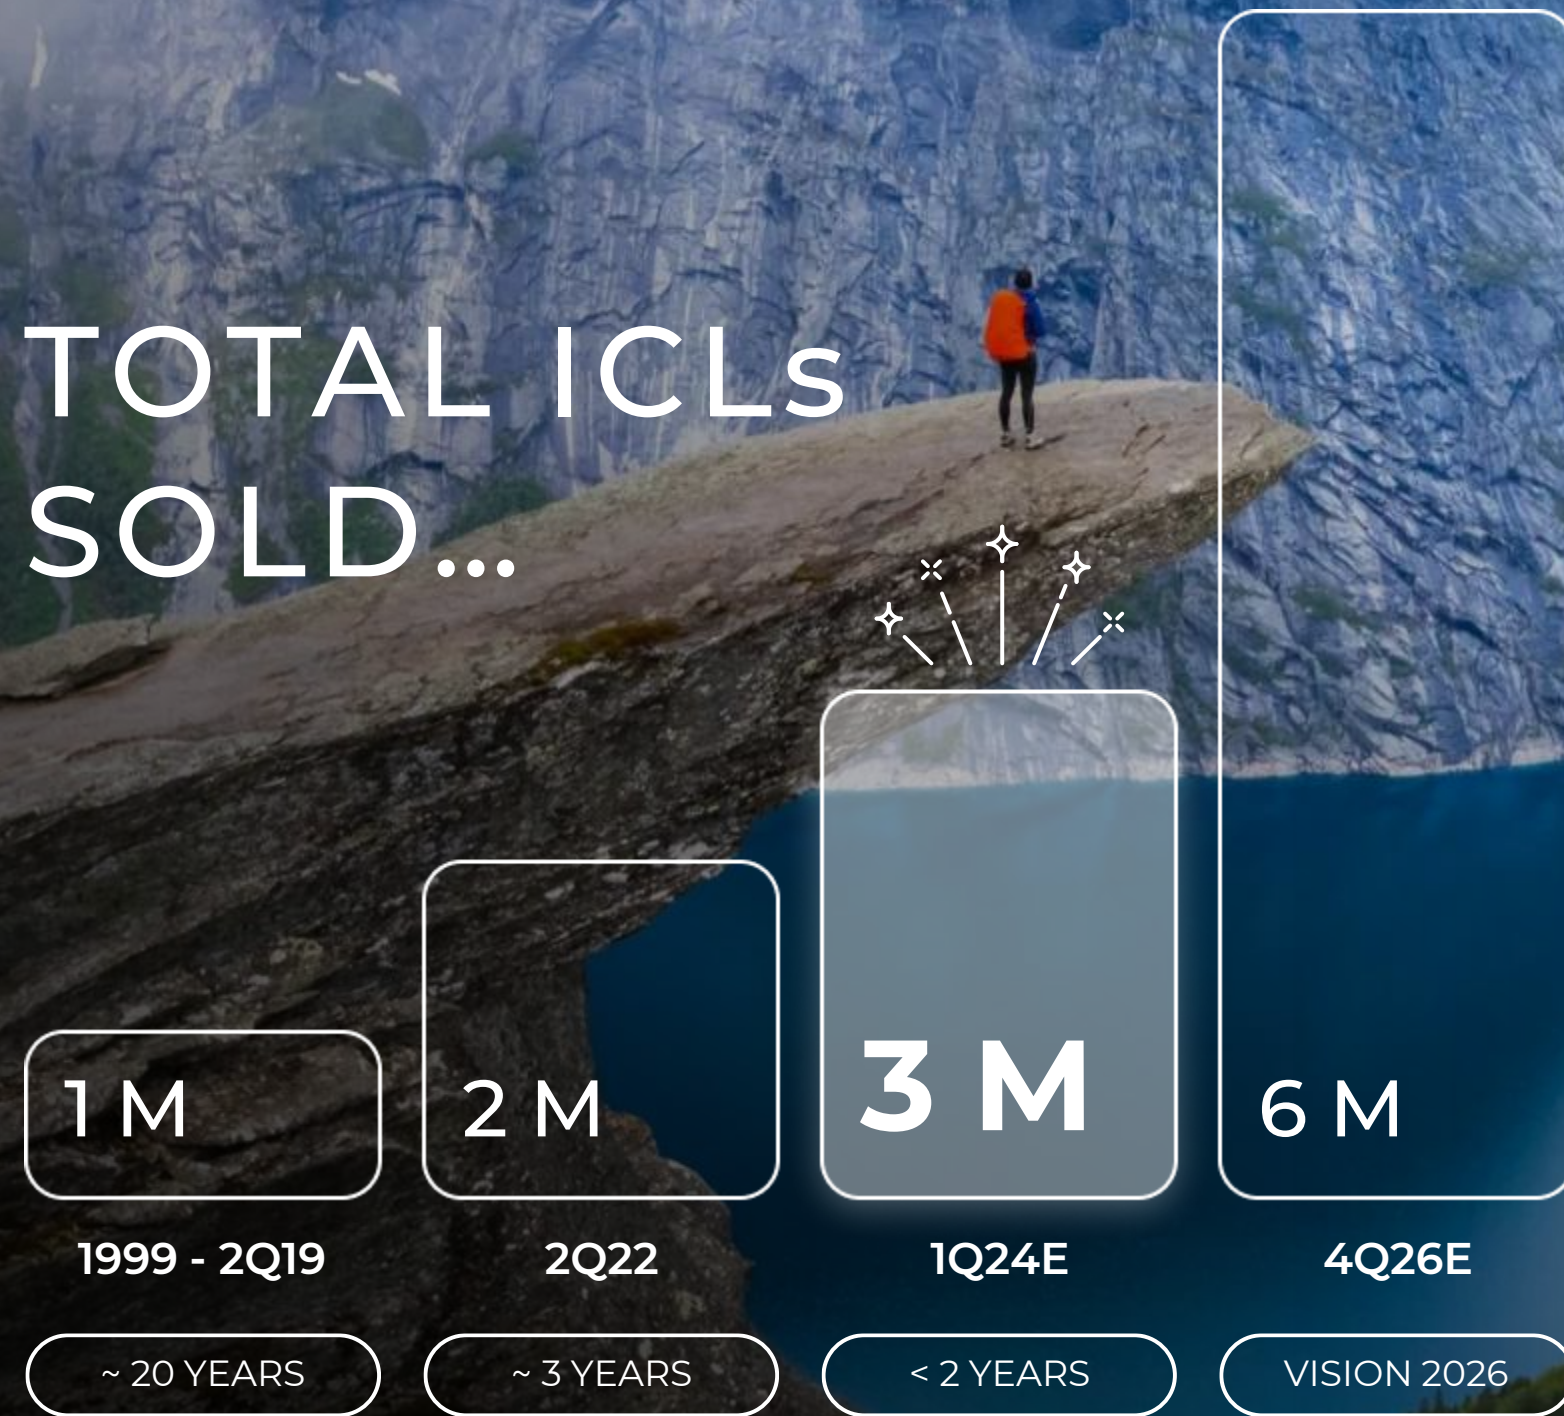 TOTAL ICLs
SOLD...
1 M
2 M
3 M
6 M
1999 - 2Q19
2Q22
1Q24E
4Q26E
~ 20 YEARS
~ 3 YEARS
< 2 YEARS
VISION 2026